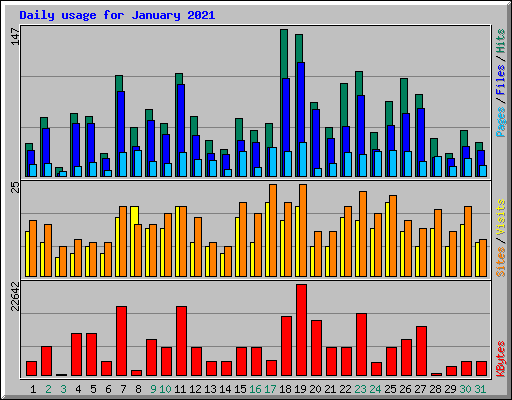 Daily usage for January 2021
147
Pages / Files / Hits
25
Sites / Visits
22642
KBytes
1 2 3 4 5 6 7 8 9 10 11 12 13 14 15 16 17 18 19 20 21 22 23 24 25 26 27 28 29 30 31